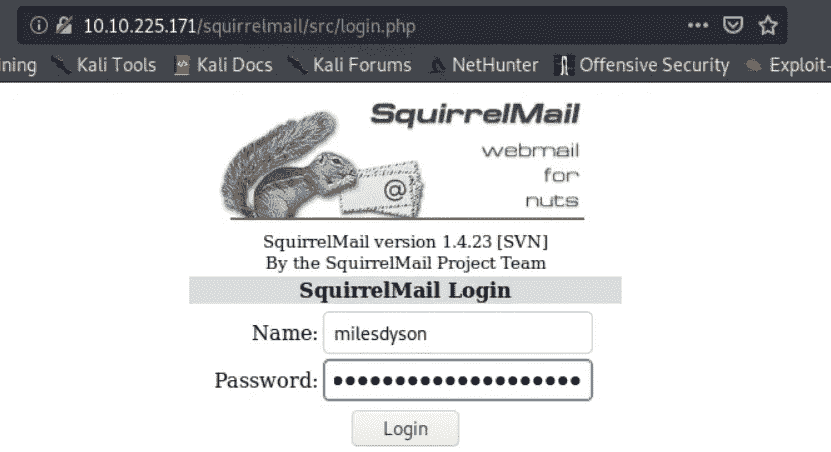 10.10.225.171/squirrelmail/src/login.php
ning Kali Tools Kali Docs Kali Forums NetHunter Offensive Security Exploit-
SquirrelMail
webmail
for
nuts
@
SquirrelMail version 1.4.23 [SVN]
By the SquirrelMail Project Team
SquirrelMail Login
Name: milesdyson
Password: ●●●●●●●●●●●●●●●●●●●●●
Login